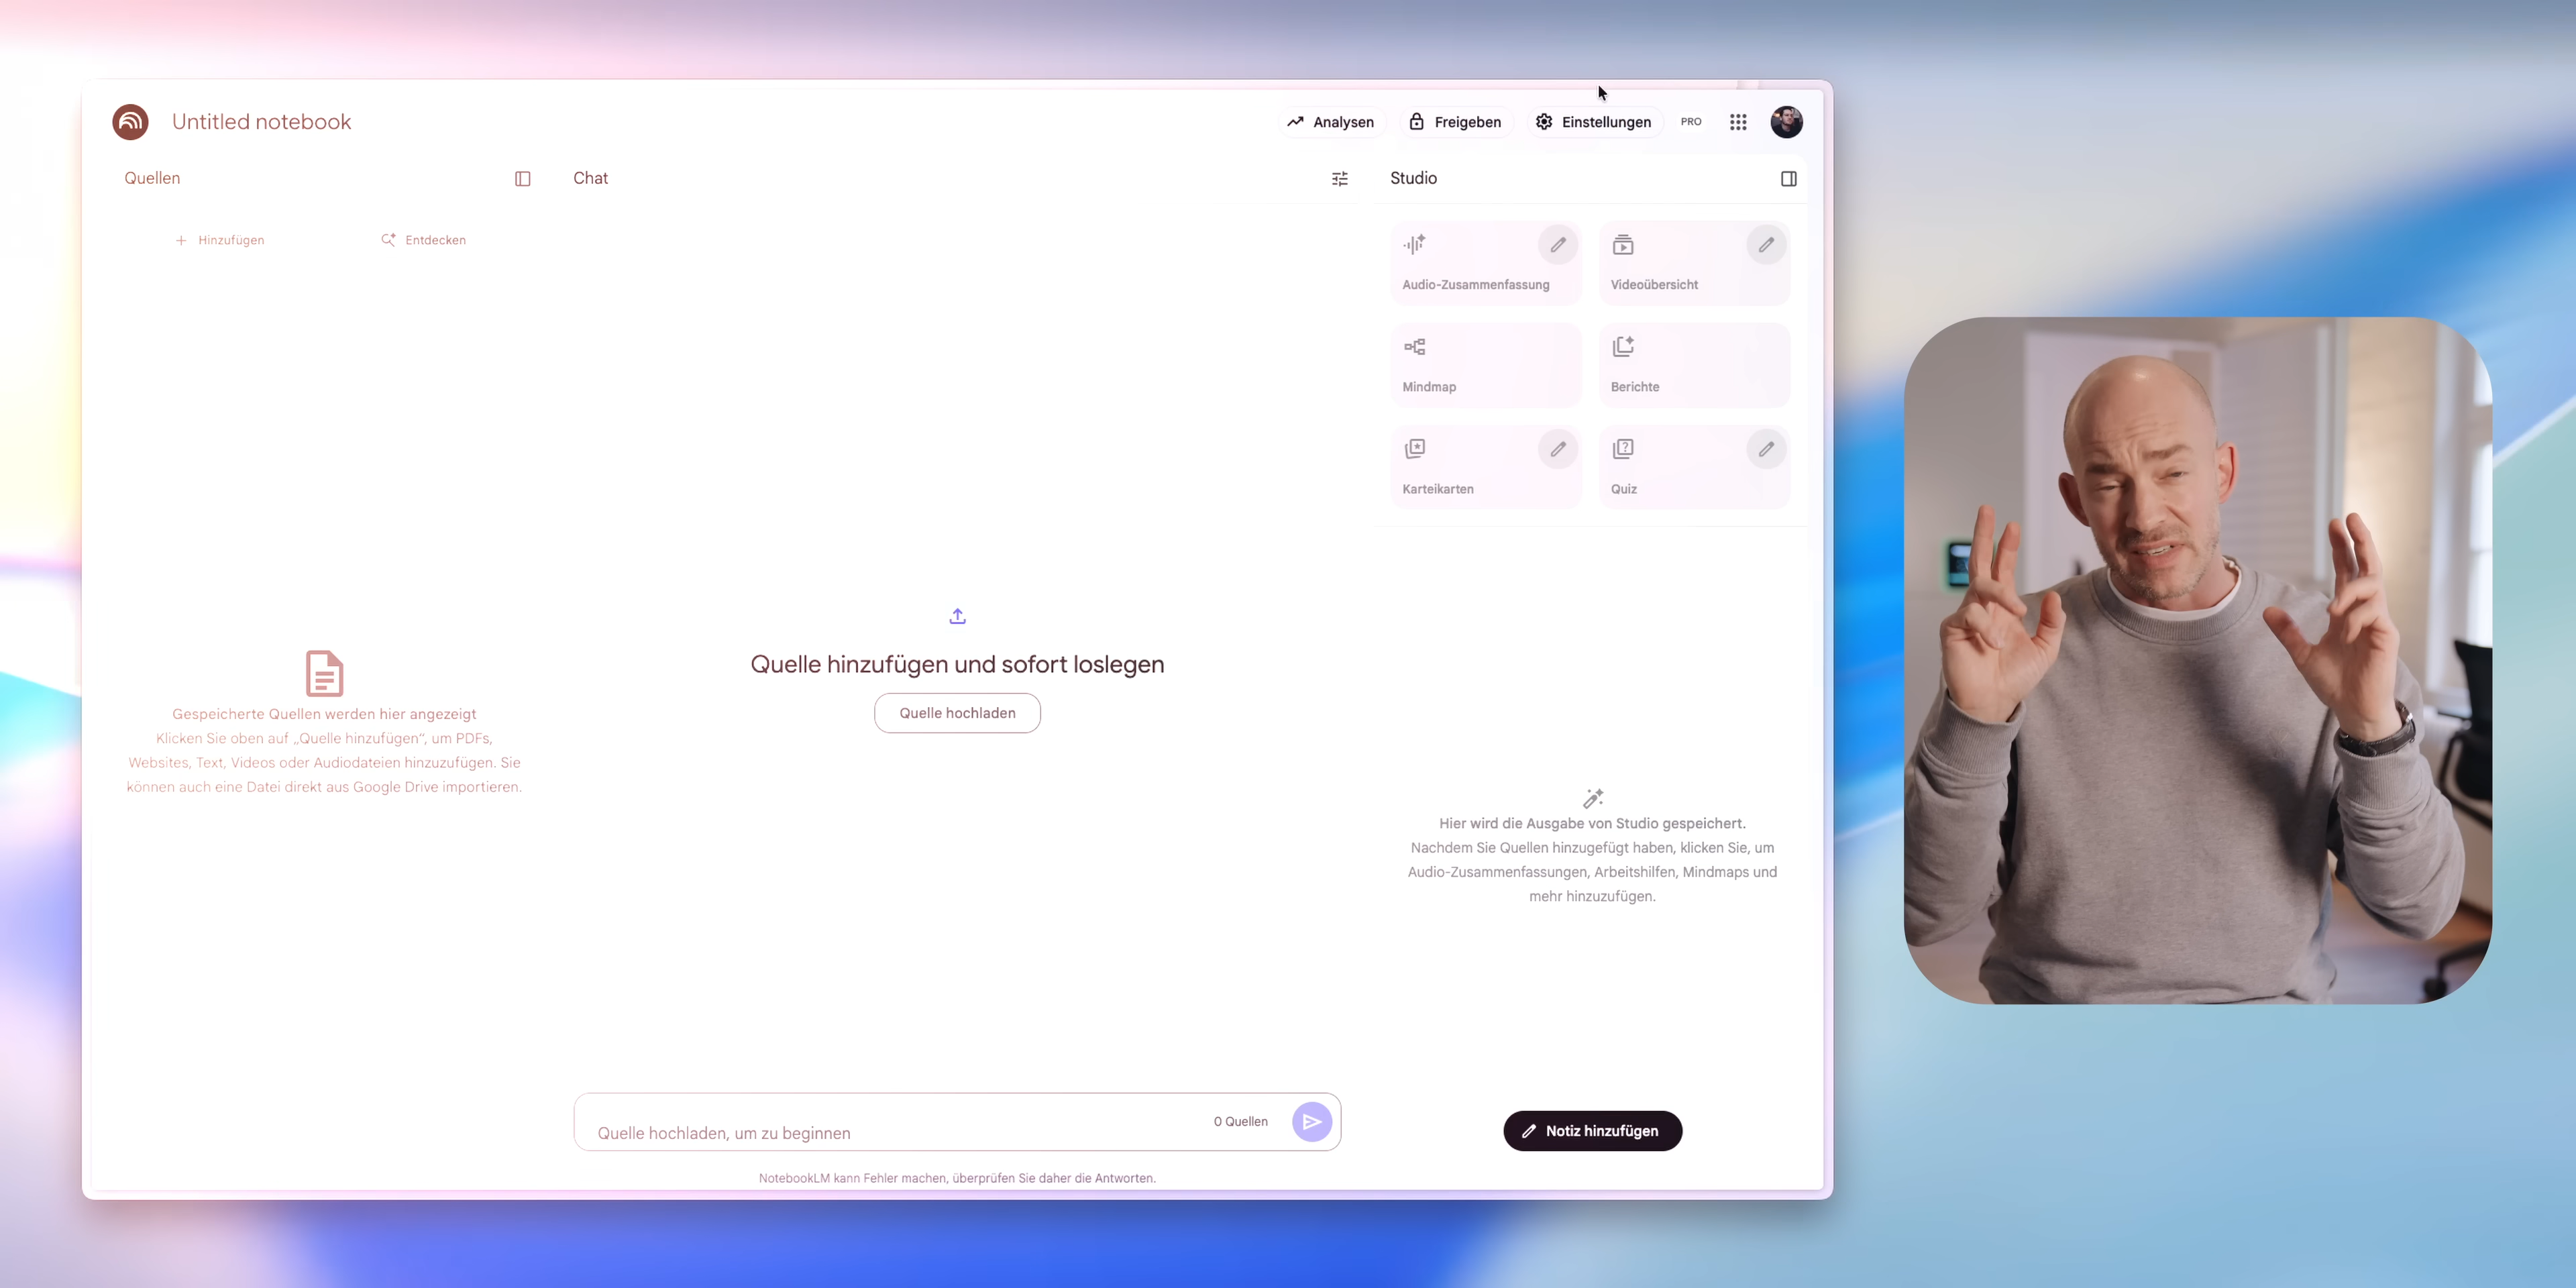 Untitled notebook
Analysen
Freigeben
Einstellungen
PRO
Quellen
Hinzufügen
Entdecken
Gespeicherte Quellen werden hier angezeigt
Klicken Sie oben auf „Quelle hinzufügen“, um PDFs,
Websites, Text, Videos oder Audiodateien hinzuzufügen. Sie
können auch eine Datei direkt aus Google Drive importieren.
Chat
Quelle hinzufügen und sofort loslegen
Quelle hochladen
Quelle hochladen, um zu beginnen
0 Quellen
NotebookLM kann Fehler machen, überprüfen Sie daher die Antworten.
Studio
Audio-Zusammenfassung
Videoübersicht
Mindmap
Berichte
Karteikarten
Quiz
Hier wird die Ausgabe von Studio gespeichert.
Nachdem Sie Quellen hinzugefügt haben, klicken Sie, um
Audio-Zusammenfassungen, Arbeitshilfen, Mindmaps und
mehr hinzuzufügen.
Notiz hinzufügen